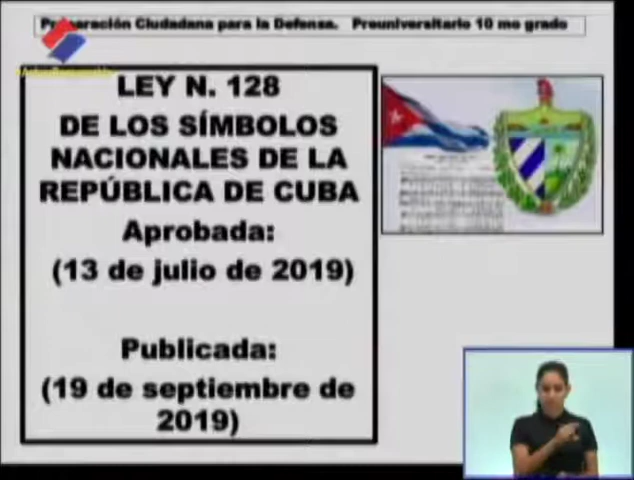 Preparación Ciudadana para la Defensa. Preuniversitario 10 mo grado
LEY N. 128
DE LOS SÍMBOLOS
NACIONALES DE LA
REPÚBLICA DE CUBA
Aprobada:
(13 de julio de 2019)
Publicada:
(19 de septiembre de
2019)